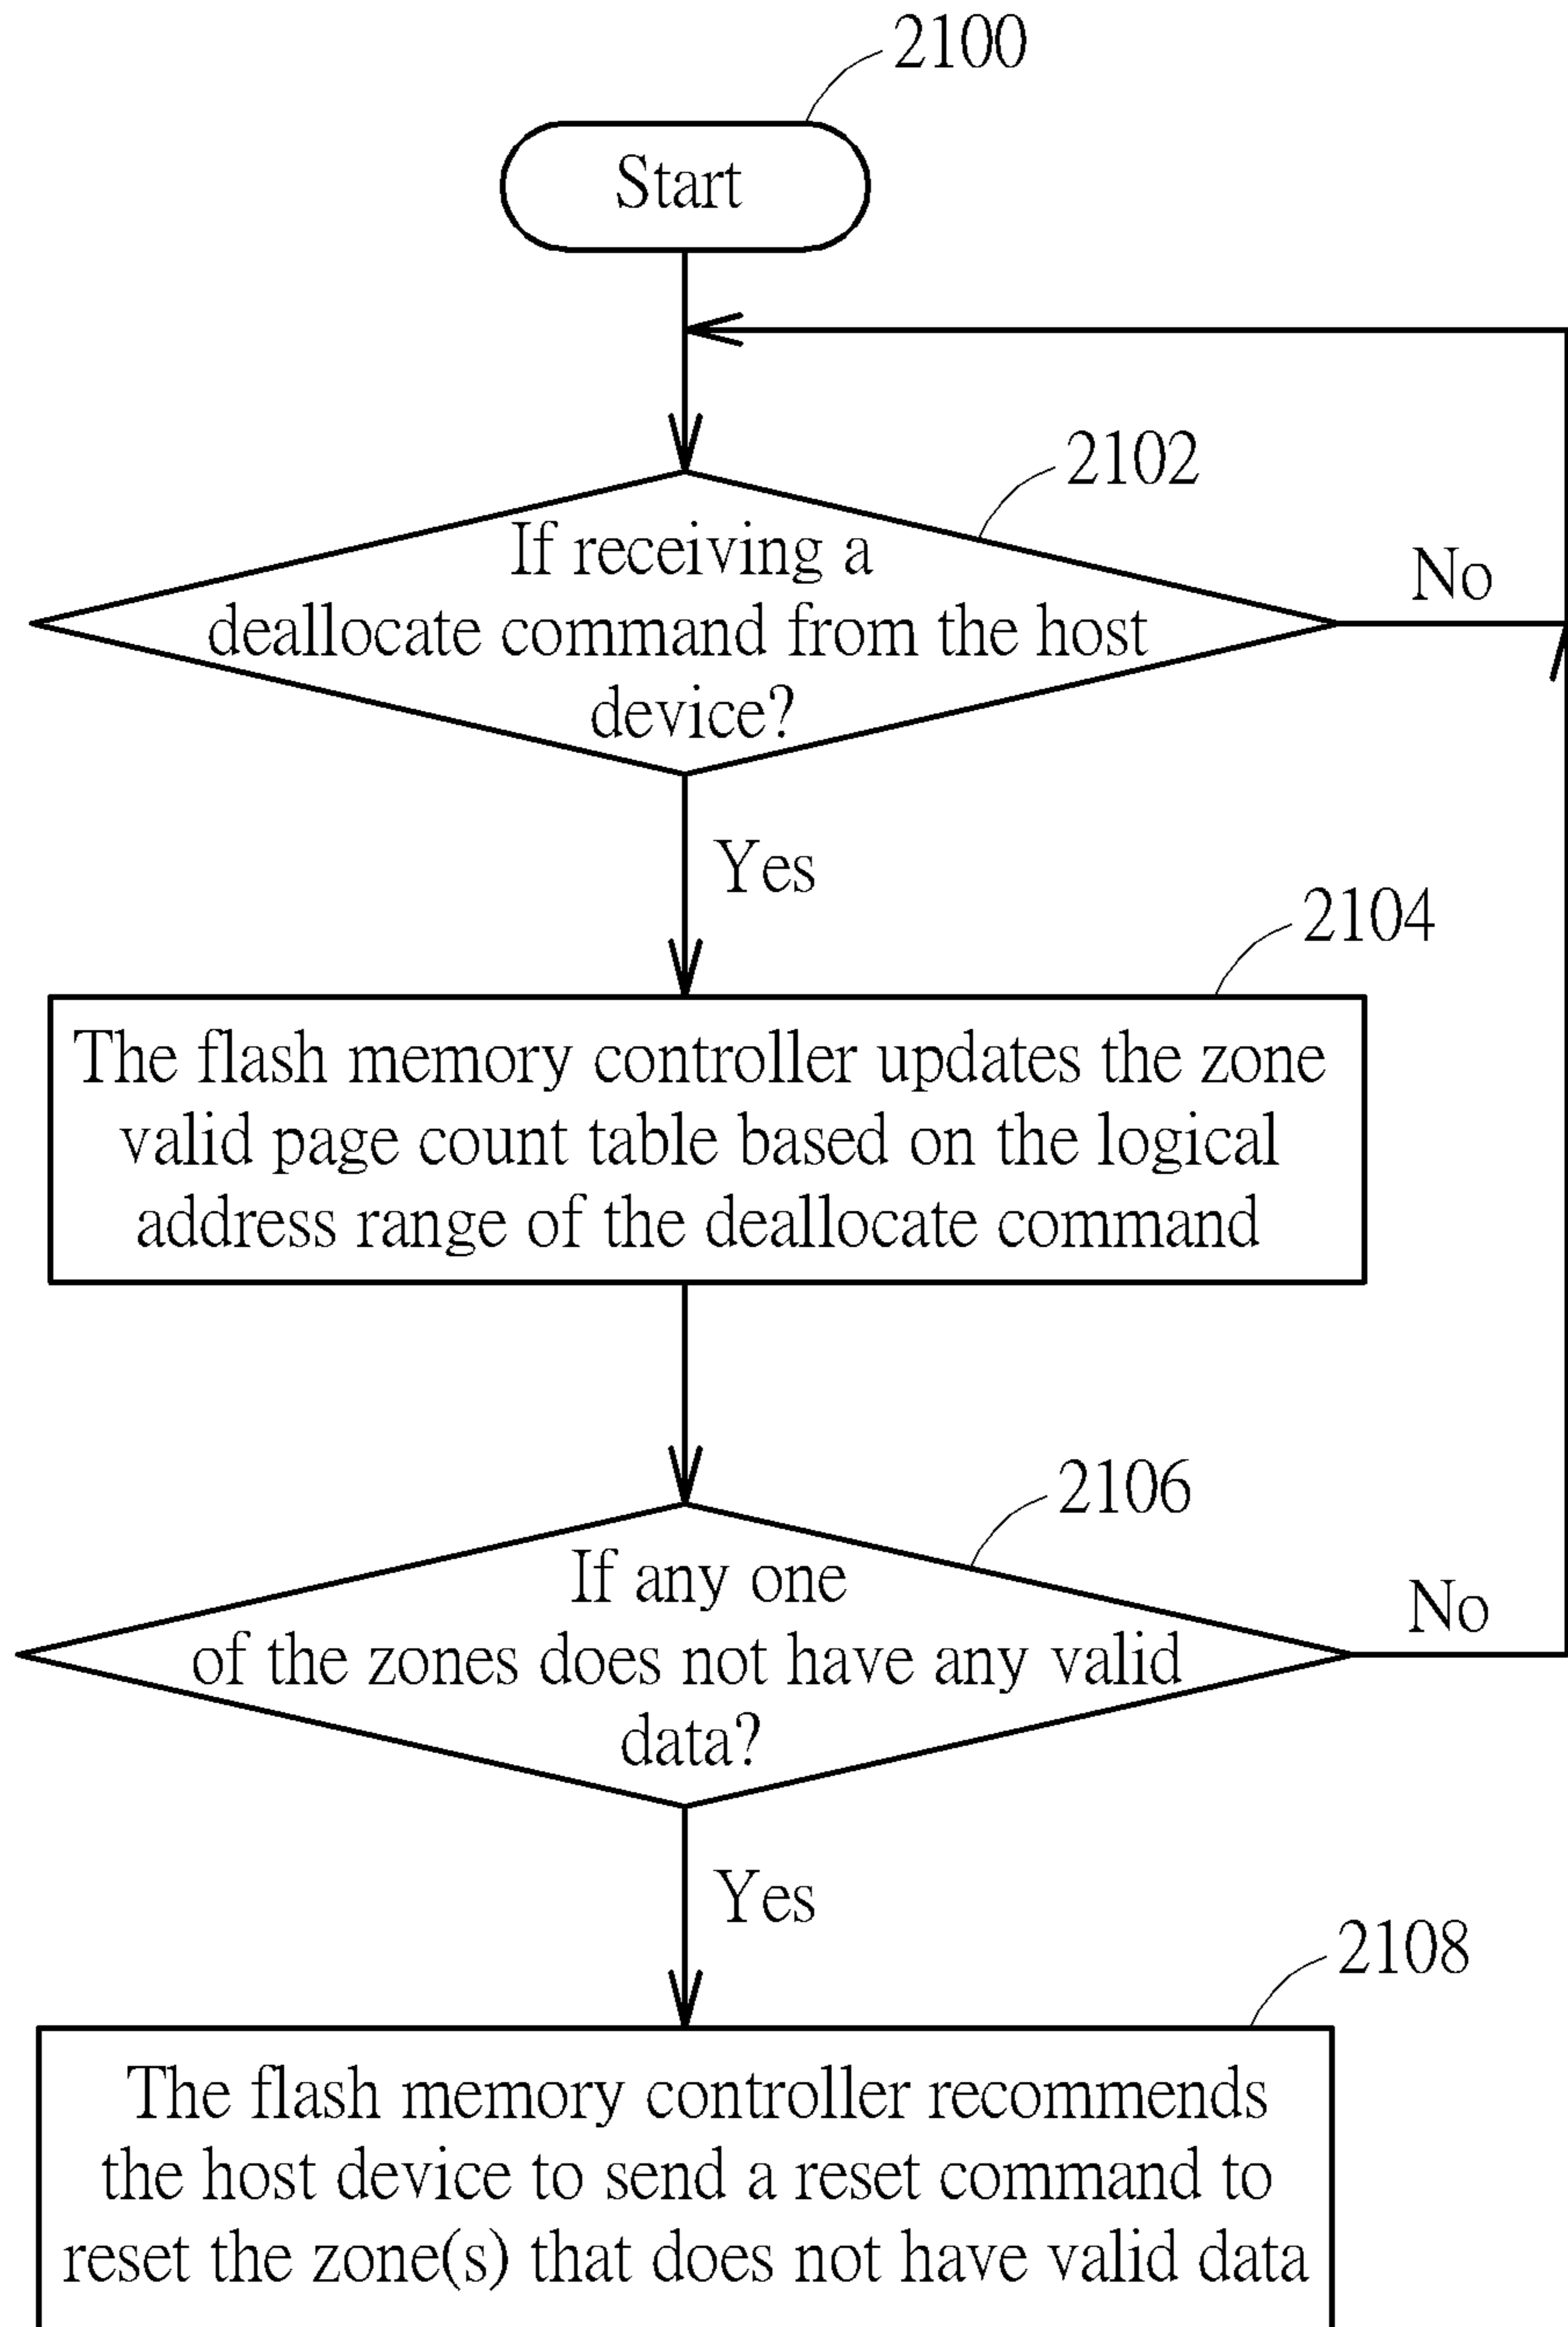 2100
Start
2102
If receiving a
deallocate command from the host
device?
No
Yes
2104
The flash memory controller updates the zone
valid page count table based on the logical
address range of the deallocate command
2106
If any one
of the zones does not have any valid
data?
No
Yes
2108
The flash memory controller recommends
the host device to send a reset command to
reset the zone(s) that does not have valid data